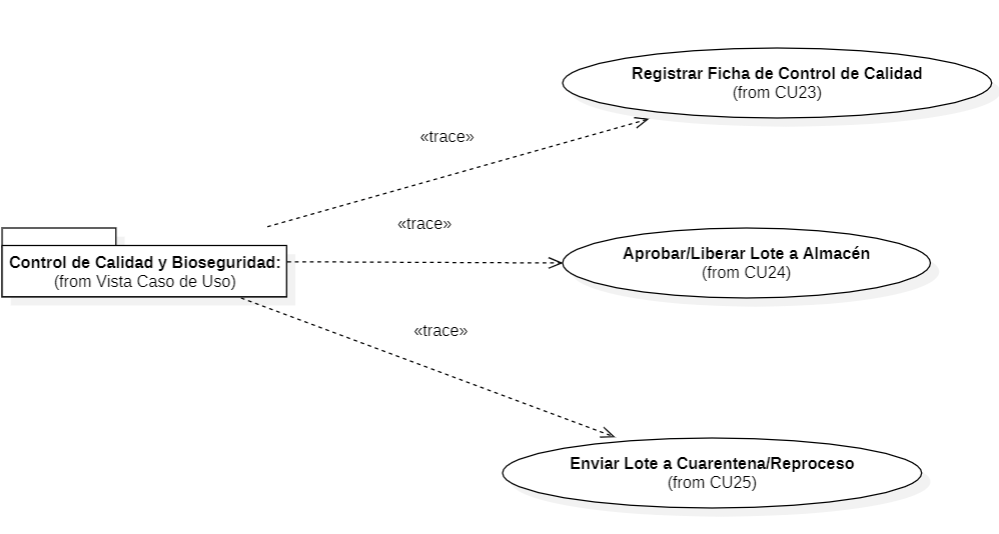 Registrar Ficha de Control de Calidad
(from CU23)
«trace»
«trace»
Control de Calidad y Bioseguridad:
(from Vista Caso de Uso)
Aprobar/Liberar Lote a Almacén
(from CU24)
«trace»
Enviar Lote a Cuarentena/Reproceso
(from CU25)